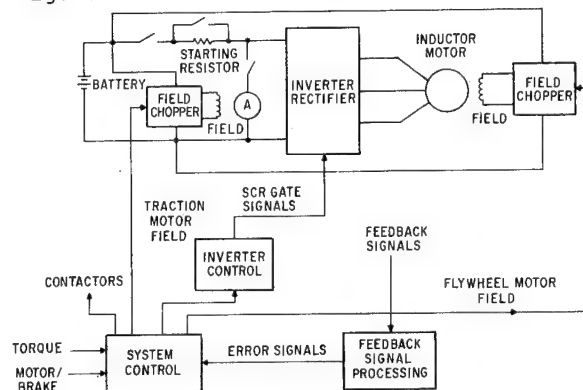 STARTING
RESISTOR
INDUCTOR
MOTOR
BATTERY
FIELD
CHOPPER
FIELD
A
INVERTER
RECTIFIER
FIELD
FIELD
CHOPPER
SCR GATE
SIGNALS
TRACTION
MOTOR
FIELD
FEEDBACK
SIGNALS
INVERTER
CONTROL
CONTACTORS
FLYWHEEL MOTOR
FIELD
TORQUE
MOTOR/
BRAKE
SYSTEM
CONTROL
ERROR SIGNALS
FEEDBACK
SIGNAL
PROCESSING